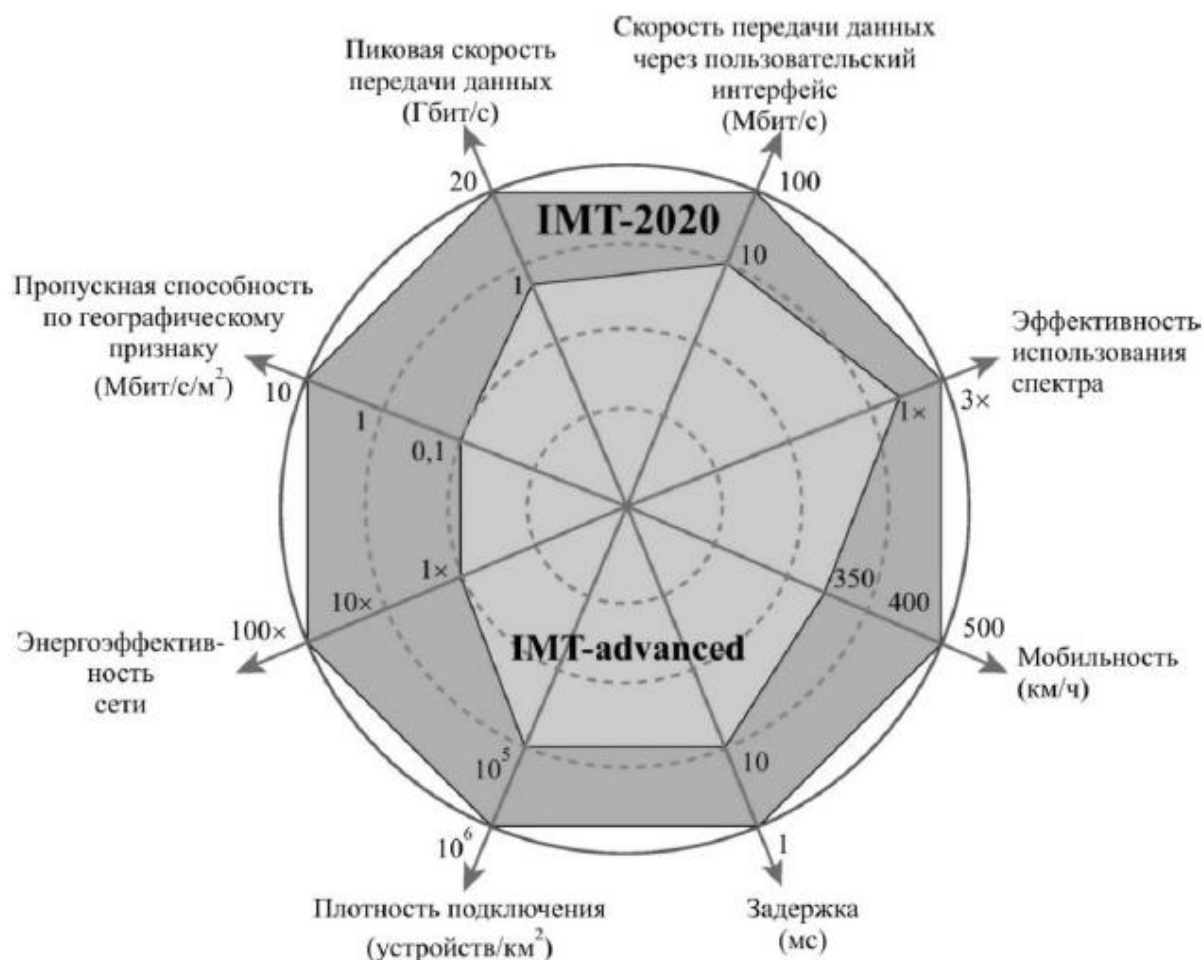 Пиковая скорость
передачи данных
(Гбит/с)
Скорость передачи данных
через пользовательский
интерфейс
(Мбит/с)
20
100
IMT-2020
1
10
Пропускная способность
по географическому
признаку
(Мбит/с/м²)
Эффективность
использования
спектра
10
1
0,1
1×
3×
Энергоэффектив-
ность
сети
100×
10×
1×
350
400
500
Мобильность
(км/ч)
IMT-advanced
10⁵
10
10⁶
1
Плотность подключения
(устройств/км²)
Задержка
(мс)